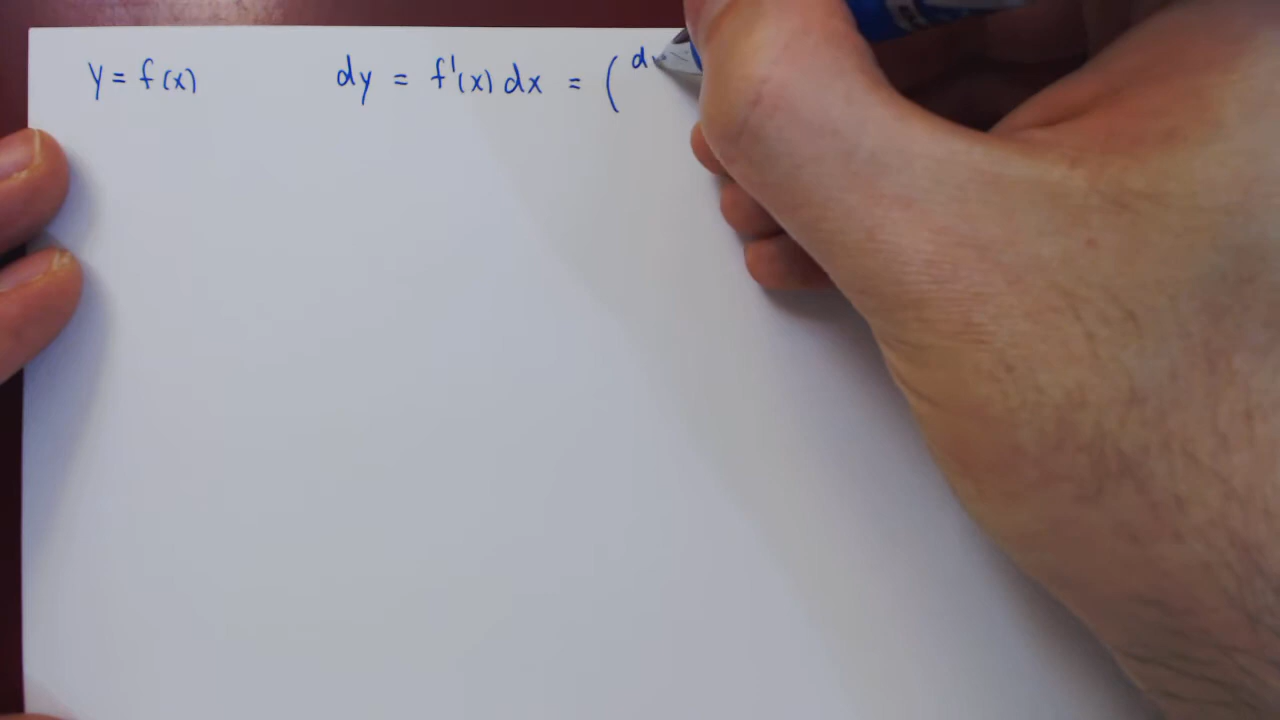 y = f(x) dy = f'(x) dx = ( d